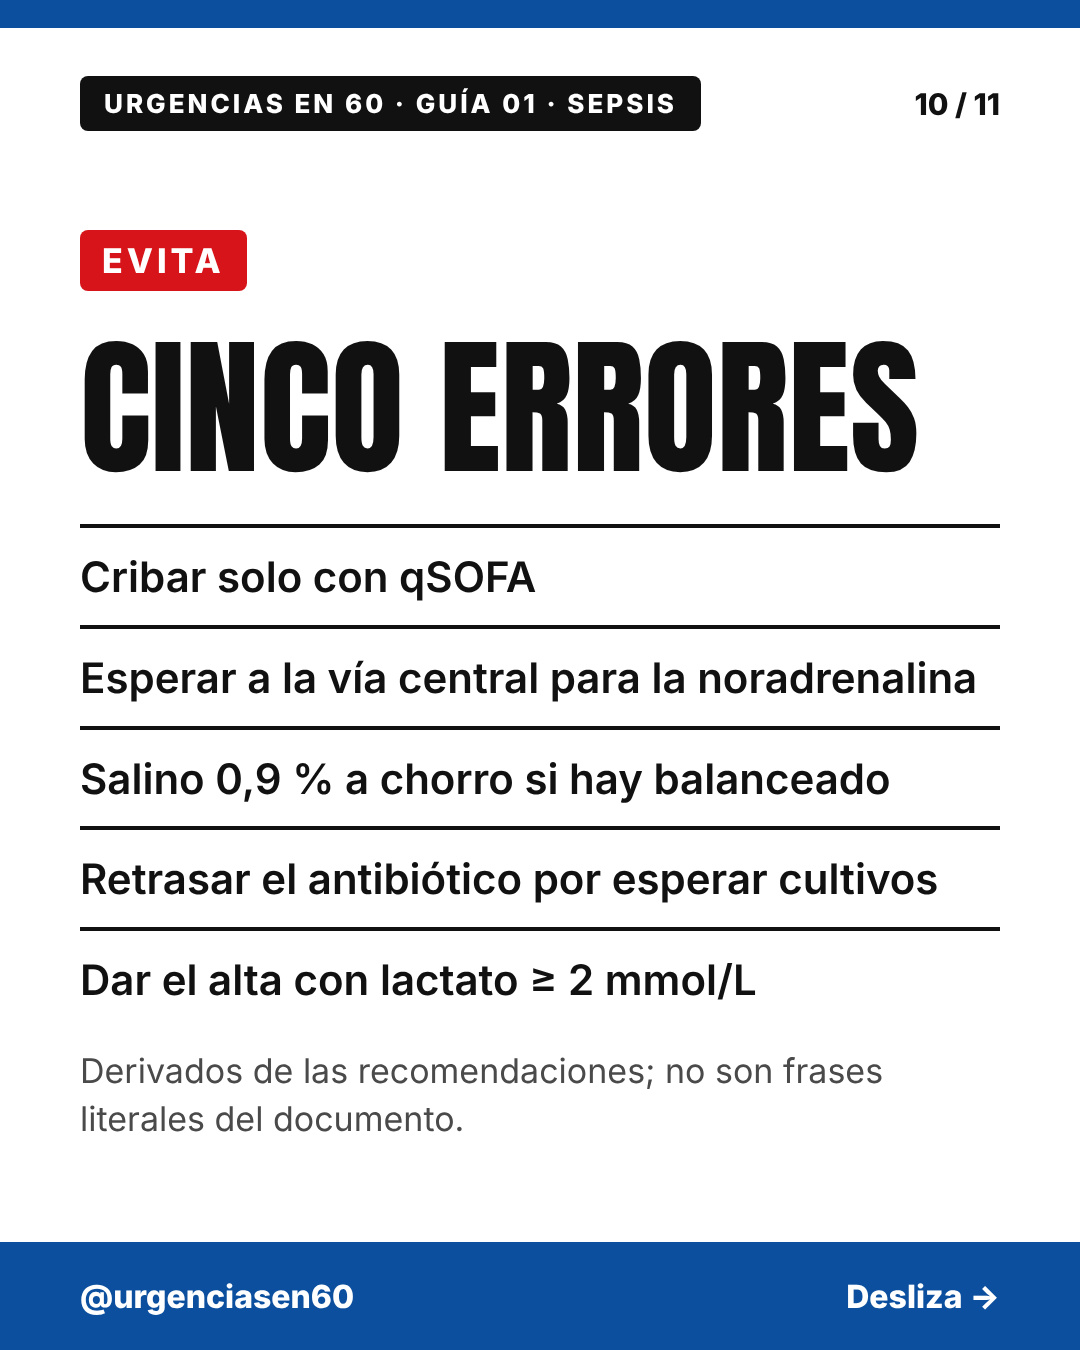 URGENCIAS EN 60 · GUÍA 01 · SEPSIS
10 / 11
EVITA
CINCO ERRORES
Cribar solo con qSOFA
Esperar a la vía central para la noradrenalina
Salino 0,9 % a chorro si hay balanceado
Retrasar el antibiótico por esperar cultivos
Dar el alta con lactato ≥ 2 mmol/L
Derivados de las recomendaciones; no son frases
literales del documento.
@urgenciasen60
Desliza →